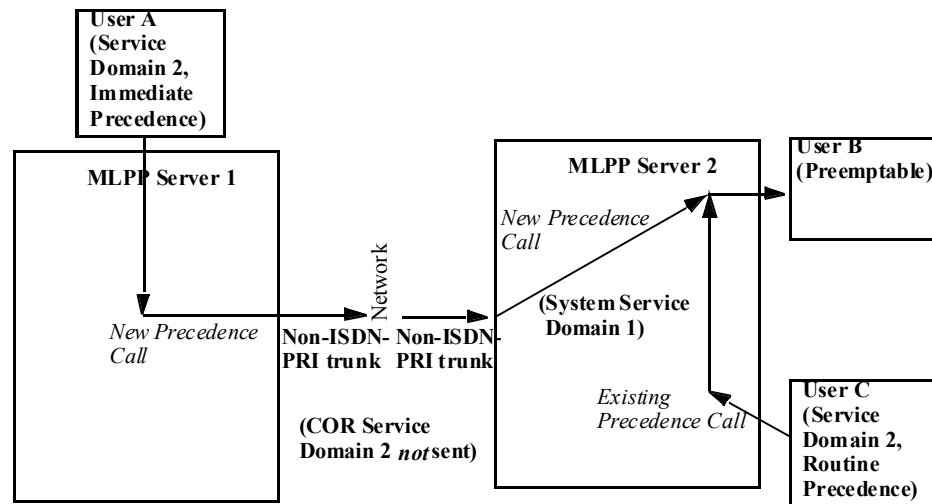 User A
(Service
Domain 2,
Immediate
Precedence)
MLPP Server 1
New Precedence
Call
Network
Non-ISDN-
PRI trunk
Non-ISDN-
PRI trunk
(COR Service
Domain 2 not sent)
MLPP Server 2
New Precedence
Call
(System Service
Domain 1)
Existing
Precedence Call
User B
(Preemptable)
User C
(Service
Domain 2,
Routine
Precedence)